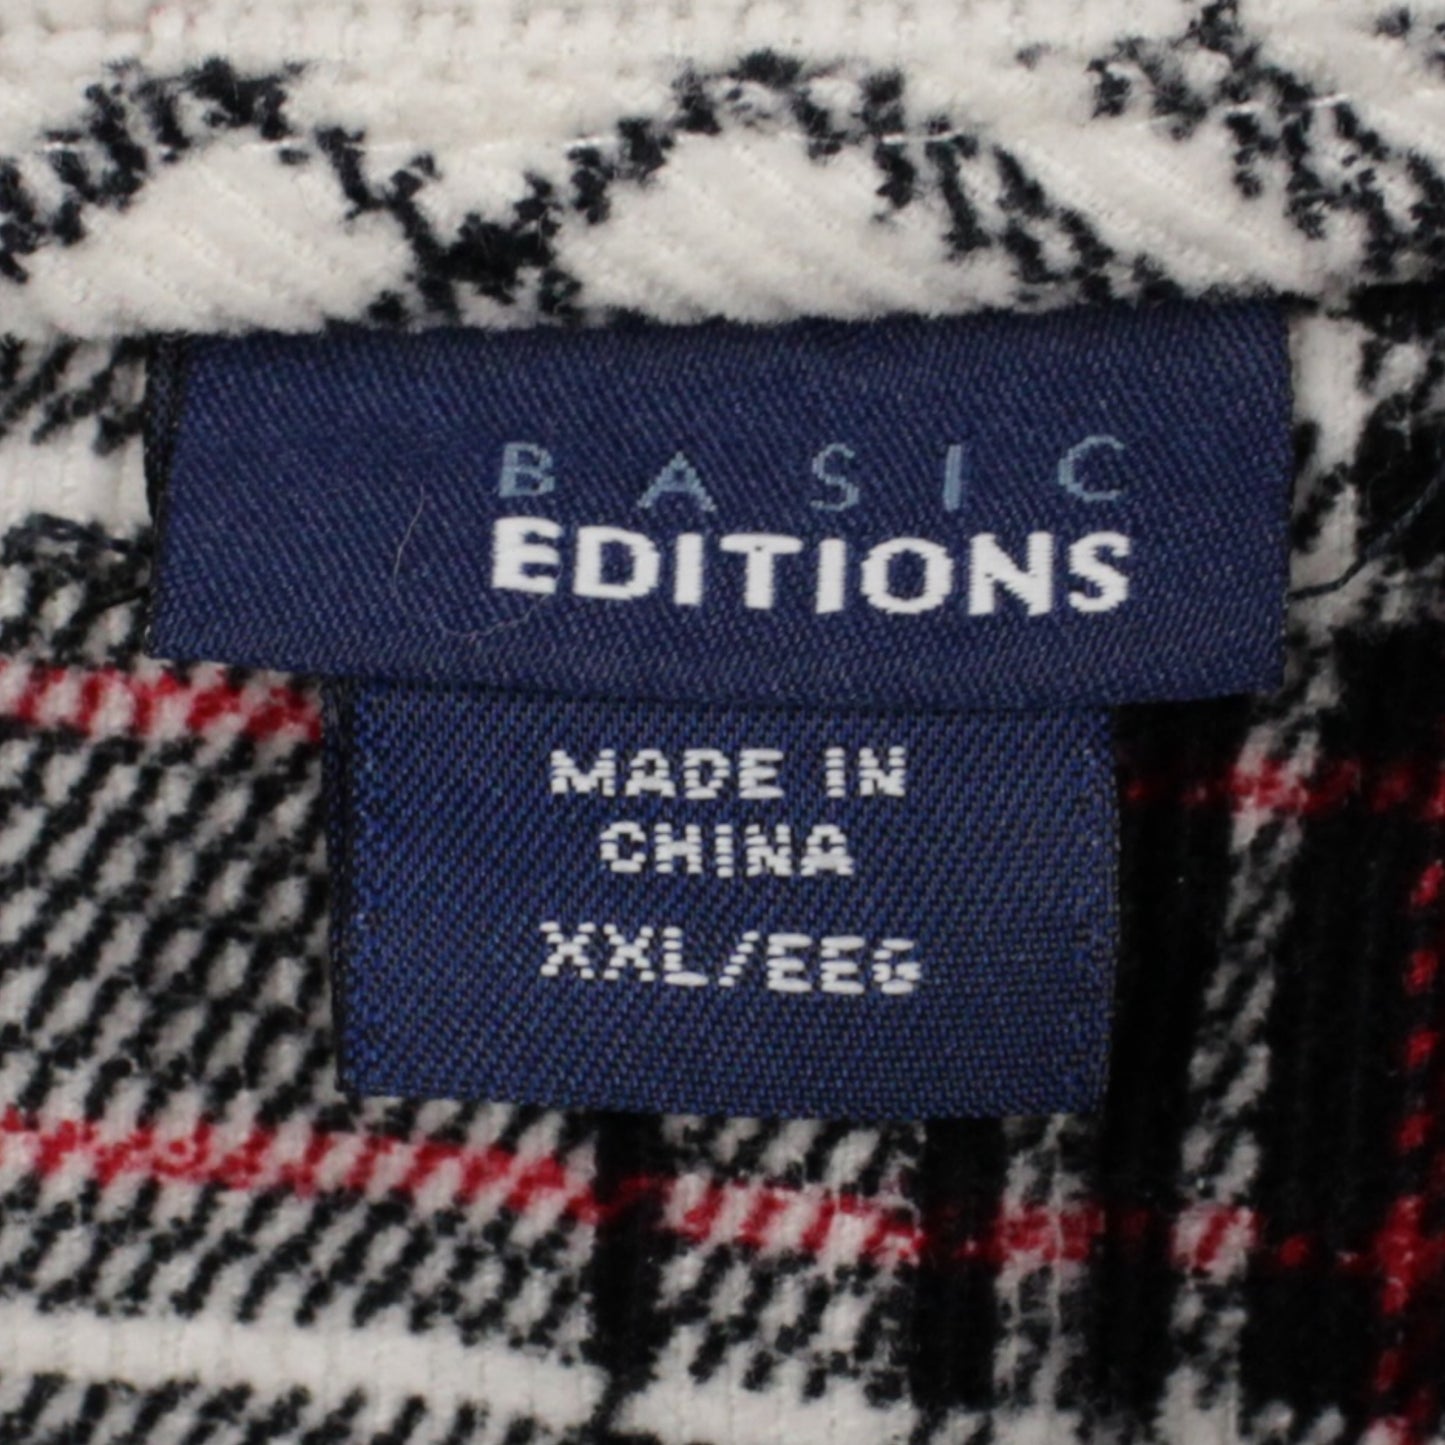 BASIC
EDITIONS
MADE IN
CHINA
XXL/EEG